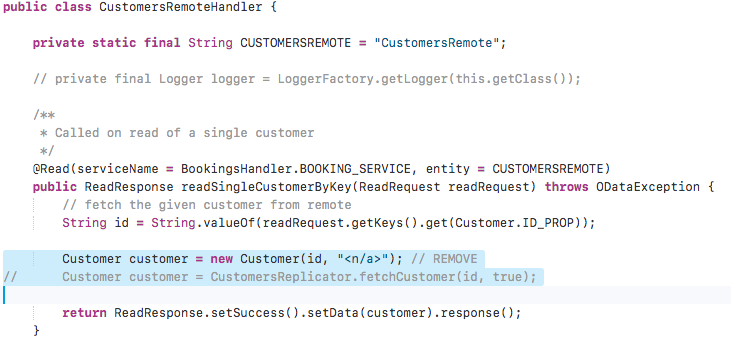 public class CustomersRemoteHandler {
private static final String CUSTOMERSREMOTE = "CustomersRemote";
// private final Logger logger = LoggerFactory.getLogger(this.getClass());
/**
* Called on read of a single customer
*/
@Read(serviceName = BookingsHandler.BOOKING_SERVICE, entity = CUSTOMERSREMOTE)
public ReadResponse readSingleCustomerByKey(ReadRequest readRequest) throws ODataException {
// fetch the given customer from remote
String id = String.valueOf(readRequest.getKeys().get(Customer.ID_PROP));
Customer customer = new Customer(id, "<n/a>"); // REMOVE
// Customer customer = CustomersReplicator.fetchCustomer(id, true);
return ReadResponse.setSuccess().setData(customer).response();
}